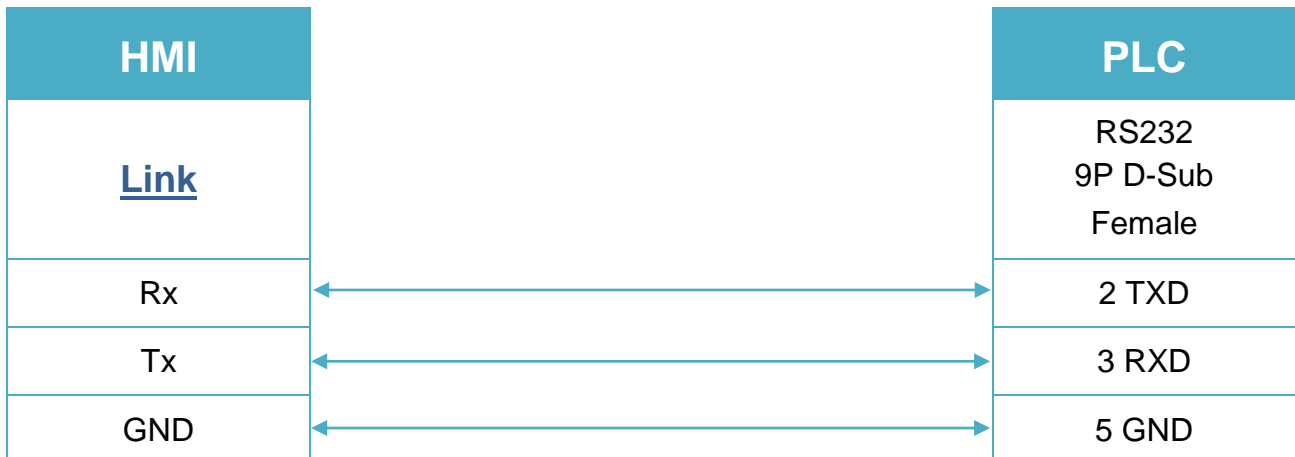 HMI PLC
Link RS232
9P D-Sub
Female
Rx 2 TXD
Tx 3 RXD
GND 5 GND